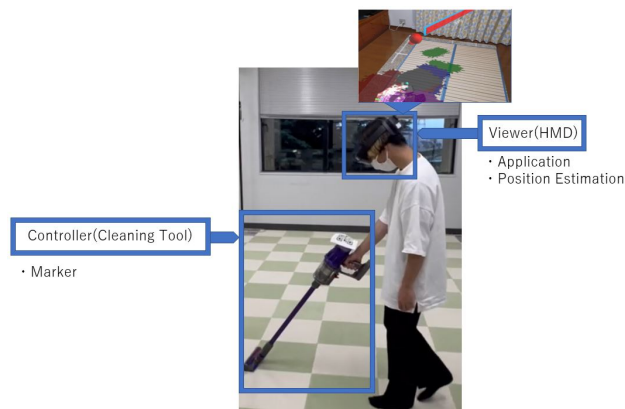 Viewer(HMD)
・Application
・Position Estimation
Controller(Cleaning Tool)
・Marker